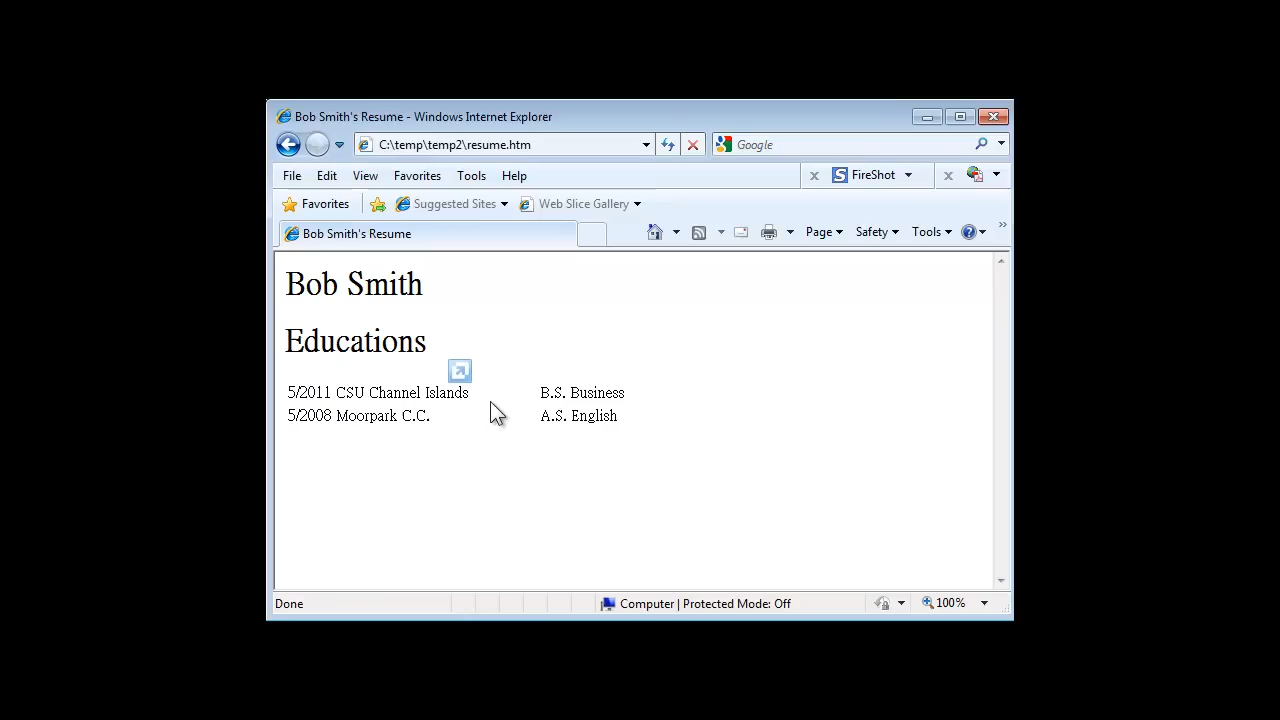 Bob Smith's Resume - Windows Internet Explorer
C:\temp\temp2\resume.htm
Google
File Edit View Favorites Tools Help
x S FireShot x
Favorites Suggested Sites Web Slice Gallery
Bob Smith's Resume
Page Safety Tools ? »
Bob Smith
Educations
5/2011 CSU Channel Islands B.S. Business
5/2008 Moorpark C.C. A.S. English
Done Computer | Protected Mode: Off 100%